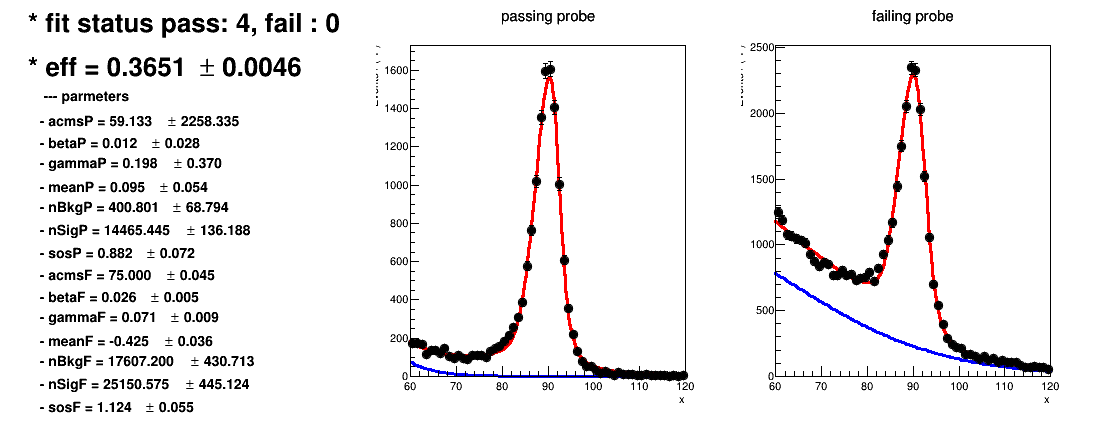 * fit status pass: 4, fail : 0
* eff = 0.3651 ± 0.0046
--- parmeters
- acmsP = 59.133 ± 2258.335
- betaP = 0.012 ± 0.028
- gammaP = 0.198 ± 0.370
- meanP = 0.095 ± 0.054
- nBkgP = 400.801 ± 68.794
- nSigP = 14465.445 ± 136.188
- sosP = 0.882 ± 0.072
- acmsF = 75.000 ± 0.045
- betaF = 0.026 ± 0.005
- gammaF = 0.071 ± 0.009
- meanF = -0.425 ± 0.036
- nBkgF = 17607.200 ± 430.713
- nSigF = 25150.575 ± 445.124
- sosF = 1.124 ± 0.055
passing probe
1600
1400
1200
1000
800
600
400
200
0
60 70 80 90 100 110 120
x
failing probe
2500
2000
1500
1000
500
0
60 70 80 90 100 110 120
x